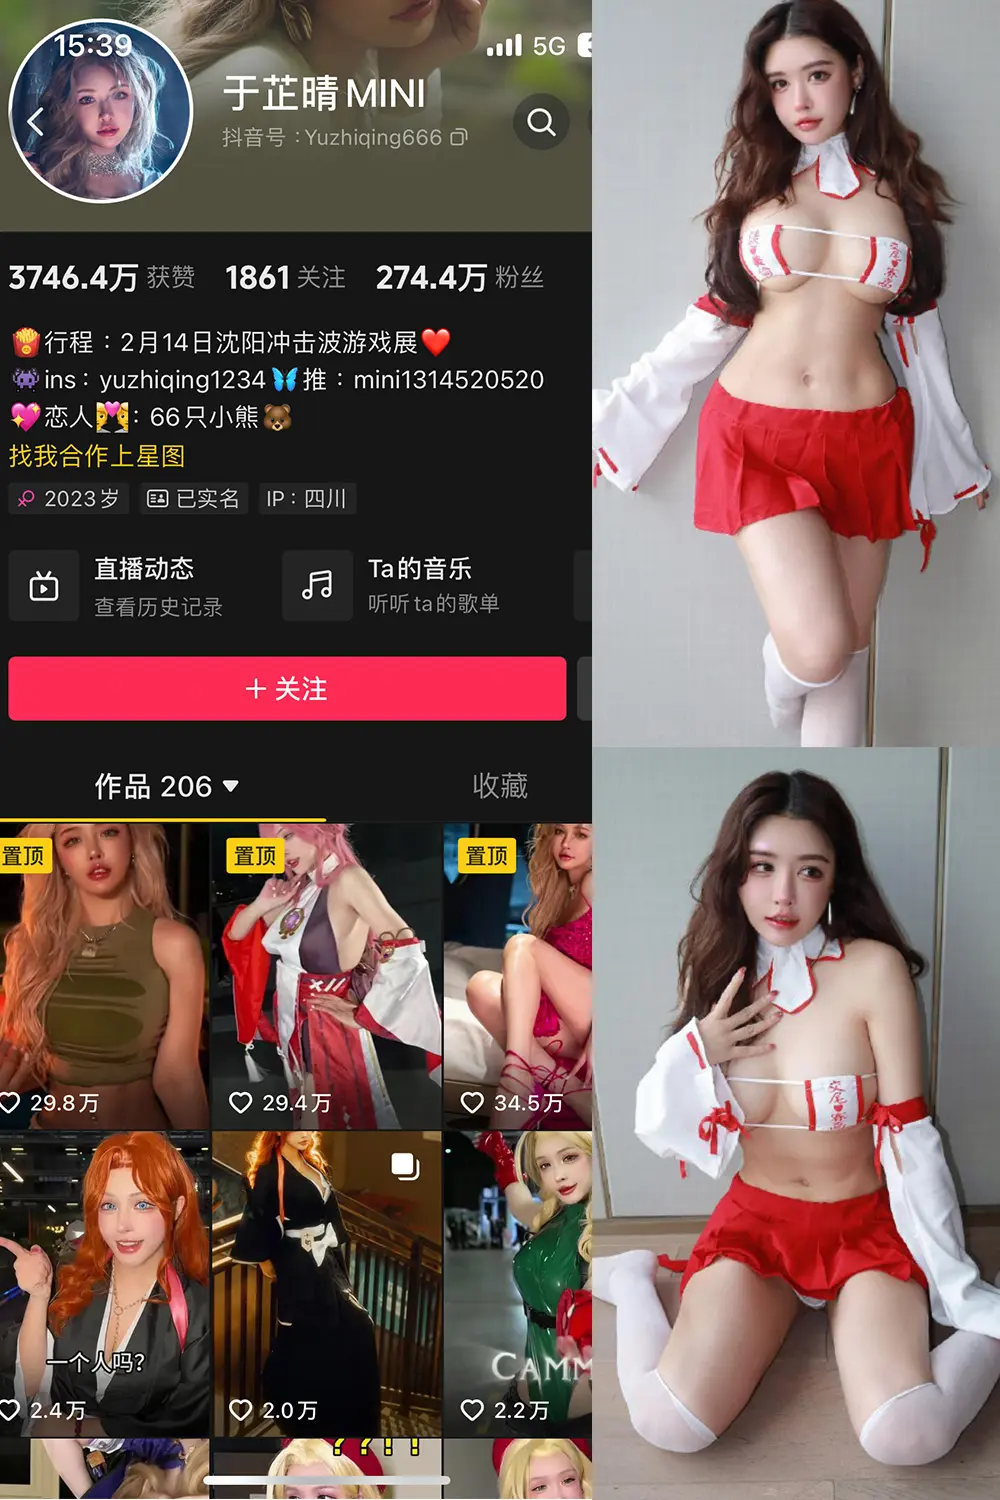 15:39
5G
于芷晴MINI
抖音号：Yuzhiqing666
3746.4万 获赞 1861 关注 274.4万 粉丝
🍟行程：2月14日沈阳冲击波游戏展❤️
👾ins：yuzhiqing1234🦋推：mini1314520520
💖恋人👩‍❤️‍💋‍👨：66只小熊🐻
找我合作上星图
2023岁 已实名 IP：四川
直播动态 Ta的音乐
查看历史记录 听听ta的歌单
+ 关注
作品 206 收藏
置顶 置顶 置顶
29.8万 29.4万 34.5万
一个人吗？
CAMM
2.4万 2.0万 2.2万
??!!